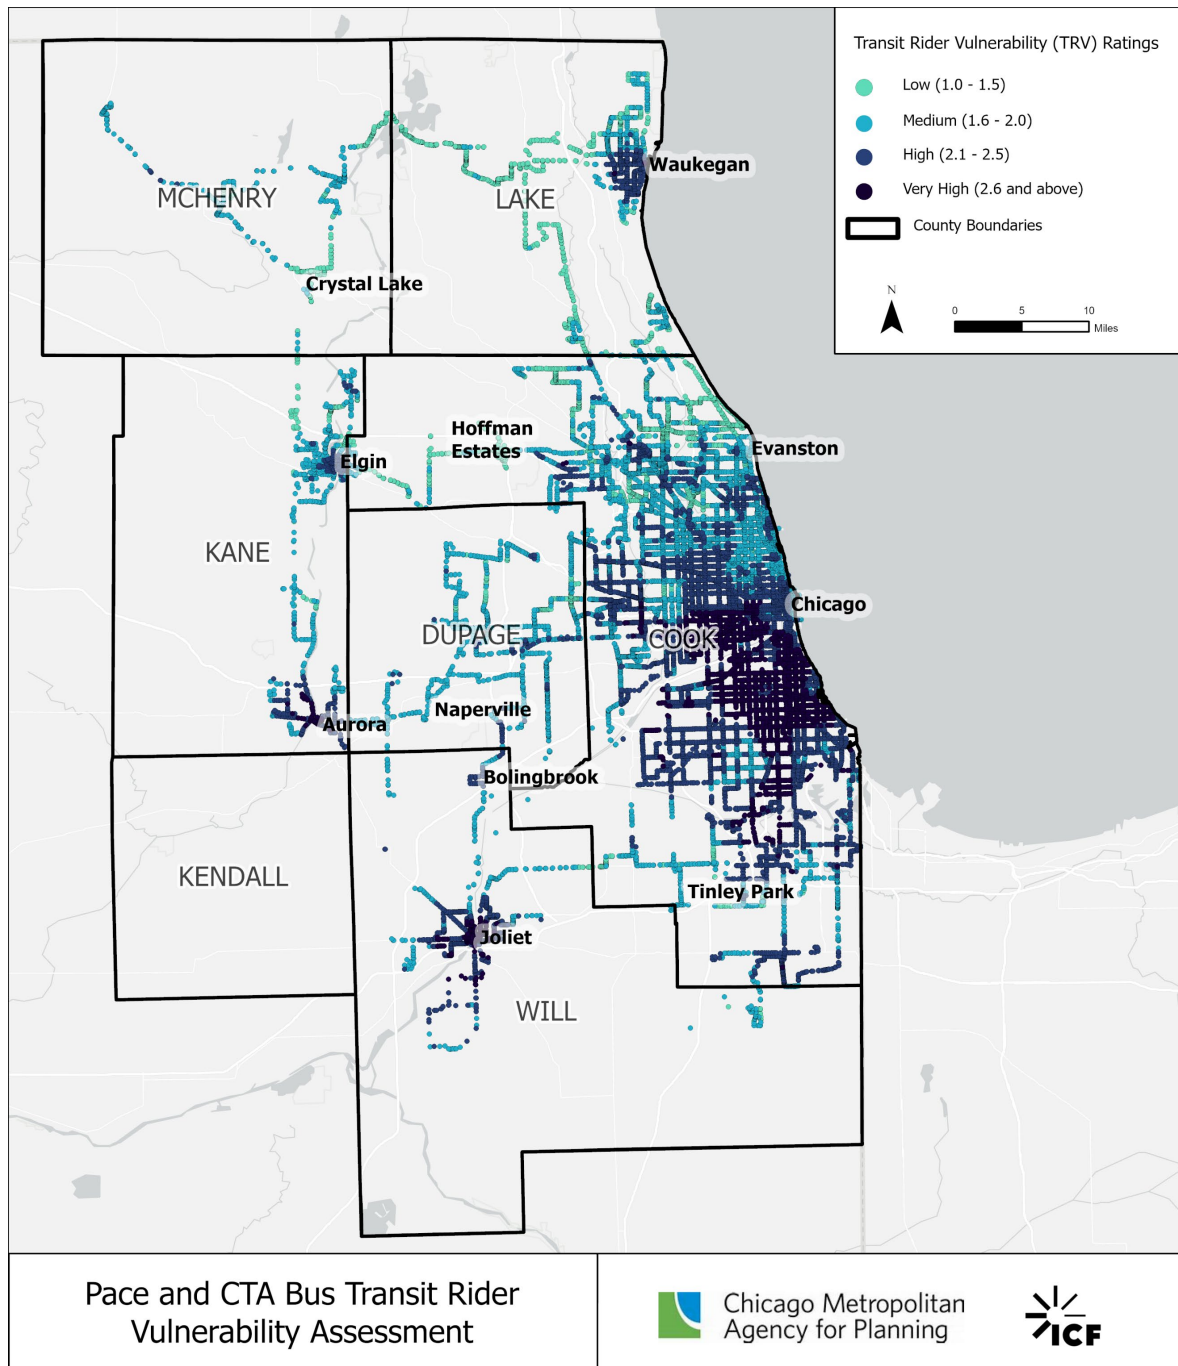 Transit Rider Vulnerability (TRV) Ratings
Low (1.0 - 1.5)
Medium (1.6 - 2.0)
High (2.1 - 2.5)
Very High (2.6 and above)
County Boundaries
N
0 5 10
Miles
Waukegan
MCHENRY
LAKE
Crystal Lake
Hoffman
Estates
Evanston
Elgin
KANE
Chicago
DUPAGE
COOK
Naperville
Aurora
Bolingbrook
KENDALL
Tinley Park
Joliet
WILL
Pace and CTA Bus Transit Rider
Vulnerability Assessment
Chicago Metropolitan
Agency for Planning
ICF